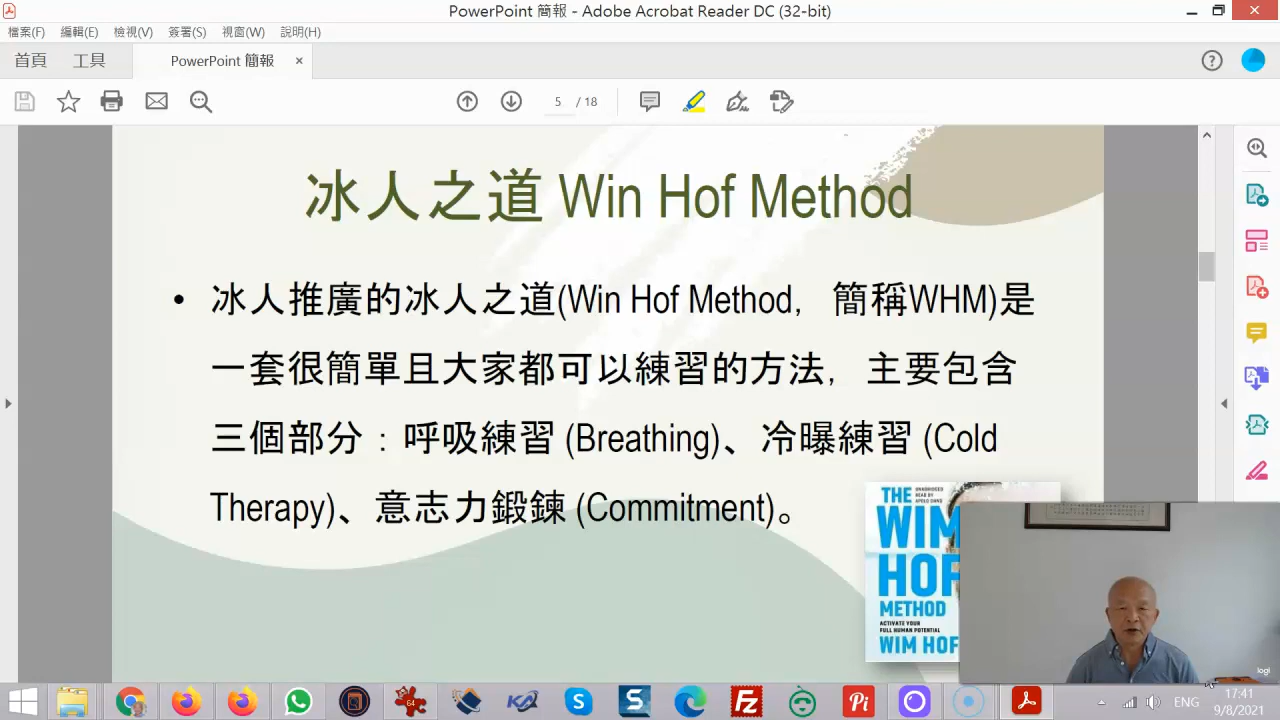 PowerPoint 簡報 - Adobe Acrobat Reader DC (32-bit)
檔案(F) 編輯(E) 檢視(V) 簽署(S) 視窗(W) 說明(H)
首頁 工具 PowerPoint 簡報 ×
5 / 18
冰人之道 Win Hof Method
• 冰人推廣的冰人之道(Win Hof Method, 簡稱WHM)是
一套很簡單且大家都可以練習的方法, 主要包含
三個部分:呼吸練習 (Breathing)、冷曝練習 (Cold
Therapy)、意志力鍛鍊 (Commitment)。
THE
WIM
HOF
METHOD
ACTIVATE YOUR
FULL HUMAN POTENTIAL
WIM HOF
logi
64
ENG
17:41
9/8/2021